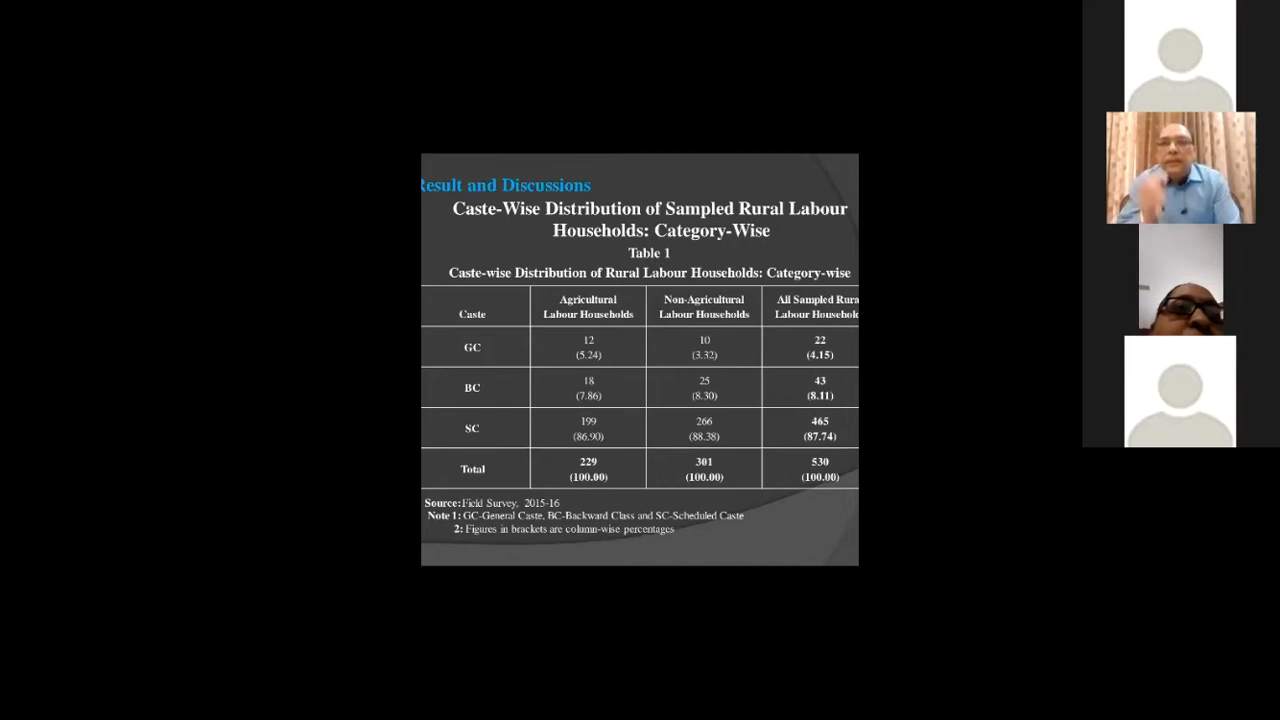 Result and Discussions
Caste-Wise Distribution of Sampled Rural Labour
Households: Category-Wise
Table 1
Caste-wise Distribution of Rural Labour Households: Category-wise
Caste
Agricultural
Labour Households
Non-Agricultural
Labour Households
All Sampled Rura
Labour Househol
GC
12
(5.24)
10
(3.32)
22
(4.15)
BC
18
(7.86)
25
(8.30)
43
(8.11)
SC
199
(86.90)
266
(88.38)
465
(87.74)
Total
229
(100.00)
301
(100.00)
530
(100.00)
Source: Field Survey, 2015-16
Note 1: GC-General Caste, BC-Backward Class and SC-Scheduled Caste
2: Figures in brackets are column-wise percentages